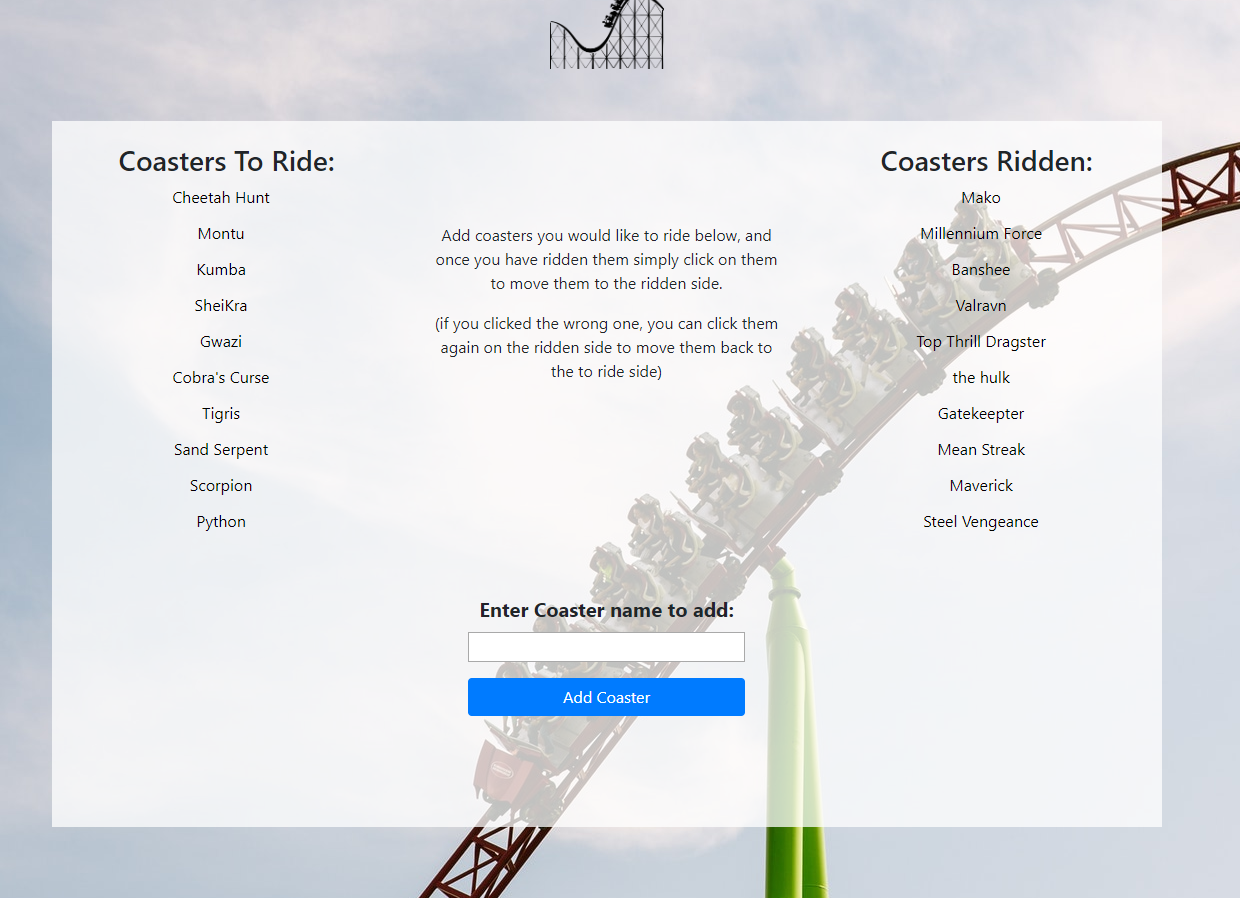 Coasters To Ride:
Cheetah Hunt
Montu
Kumba
SheiKra
Gwazi
Cobra's Curse
Tigris
Sand Serpent
Scorpion
Python
Add coasters you would like to ride below, and
once you have ridden them simply click on them
to move them to the ridden side.
(if you clicked the wrong one, you can click them
again on the ridden side to move them back to
the to ride side)
Enter Coaster name to add:
Add Coaster
Coasters Ridden:
Mako
Millennium Force
Banshee
Valravn
Top Thrill Dragster
the hulk
Gatekeepter
Mean Streak
Maverick
Steel Vengeance